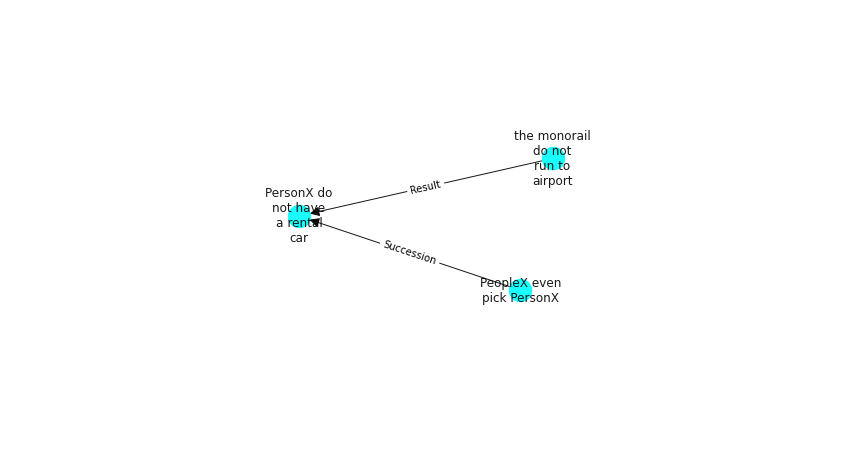 the monorail
do not
run to
airport
Result
PersonX do
not have
a rental
car
Succession
PeopleX even
pick PersonX